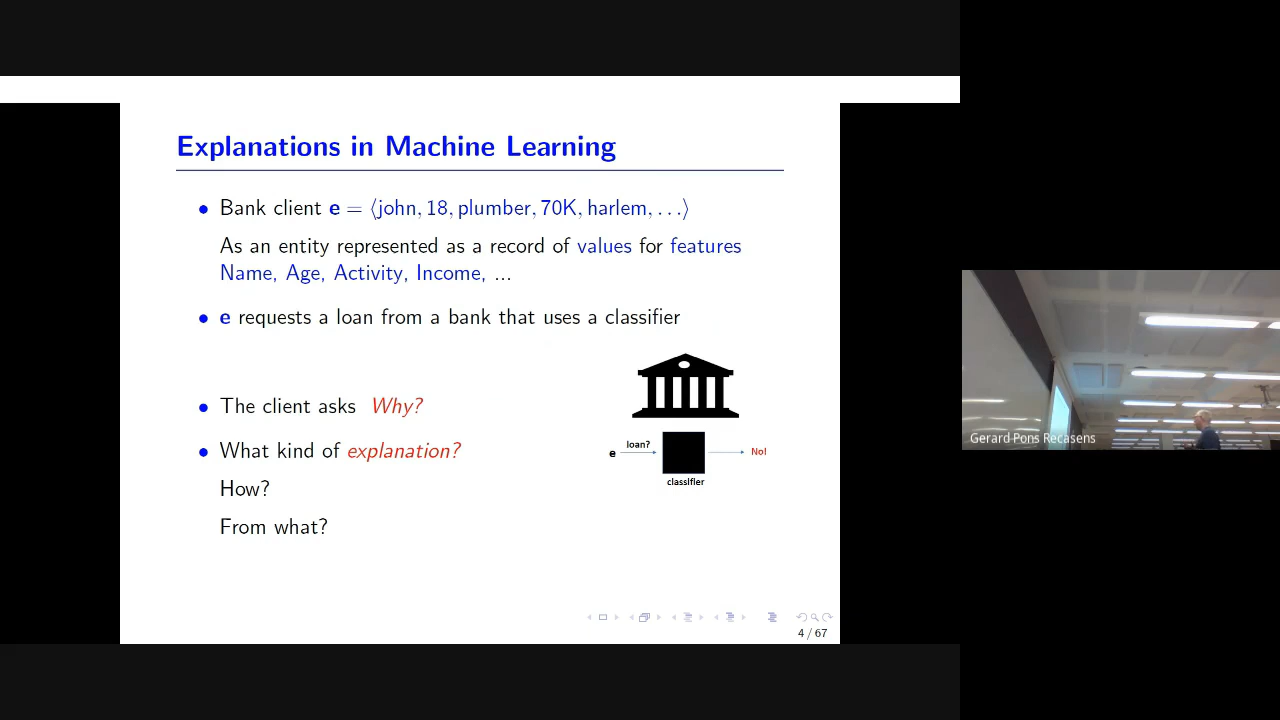 Explanations in Machine Learning
• Bank client e = ⟨john, 18, plumber, 70K, harlem, . . .⟩
As an entity represented as a record of values for features
Name, Age, Activity, Income, ...
• e requests a loan from a bank that uses a classifier
• The client asks Why?
• What kind of explanation?
How?
From what?
loan?
e
No!
classifier
4 / 67
Gerard Pons Recasens